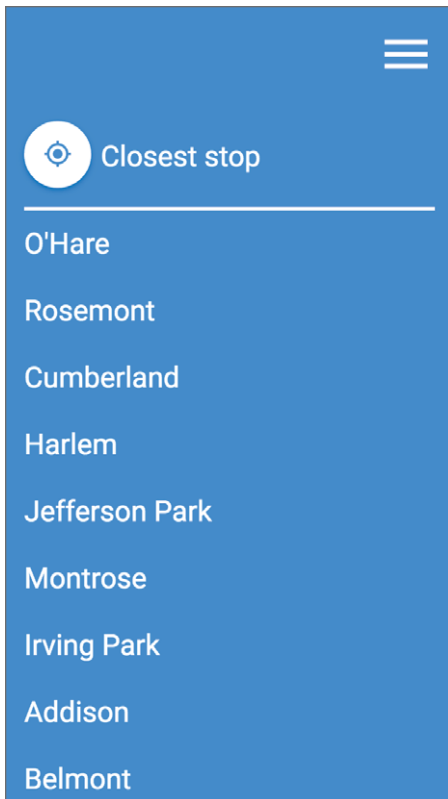 Closest stop
O'Hare
Rosemont
Cumberland
Harlem
Jefferson Park
Montrose
Irving Park
Addison
Belmont